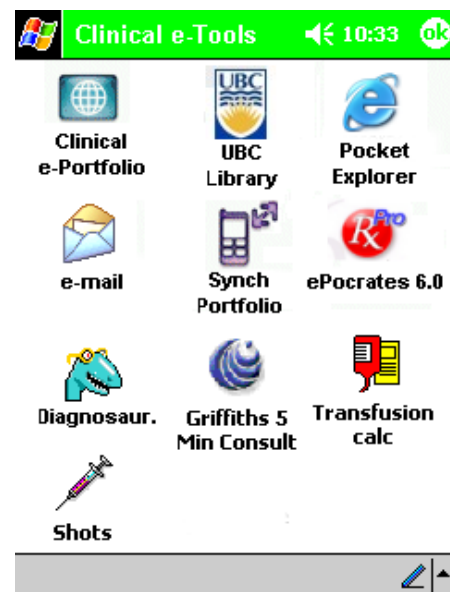 Clinical e-Tools 10:33 ok
UBC
Clinical
e-Portfolio
UBC
Library
Pocket
Explorer
Rx Pro
e-mail
Synch
Portfolio
ePocrates 6.0
Diagnosaur.
Griffiths 5
Min Consult
Transfusion
calc
Shots